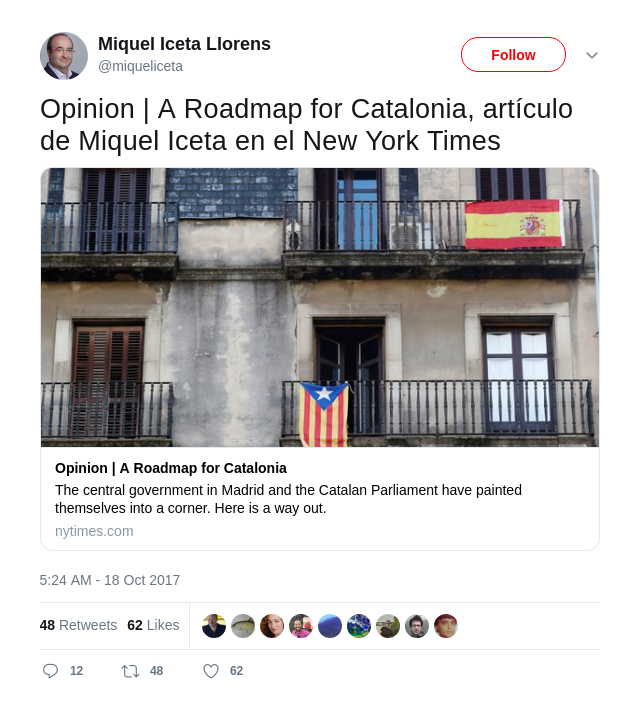 Miquel Iceta Llorens
@miqueliceta
Follow
Opinion | A Roadmap for Catalonia, artículo
de Miquel Iceta en el New York Times
Opinion | A Roadmap for Catalonia
The central government in Madrid and the Catalan Parliament have painted
themselves into a corner. Here is a way out.
nytimes.com
5:24 AM - 18 Oct 2017
48 Retweets 62 Likes
12 48 62